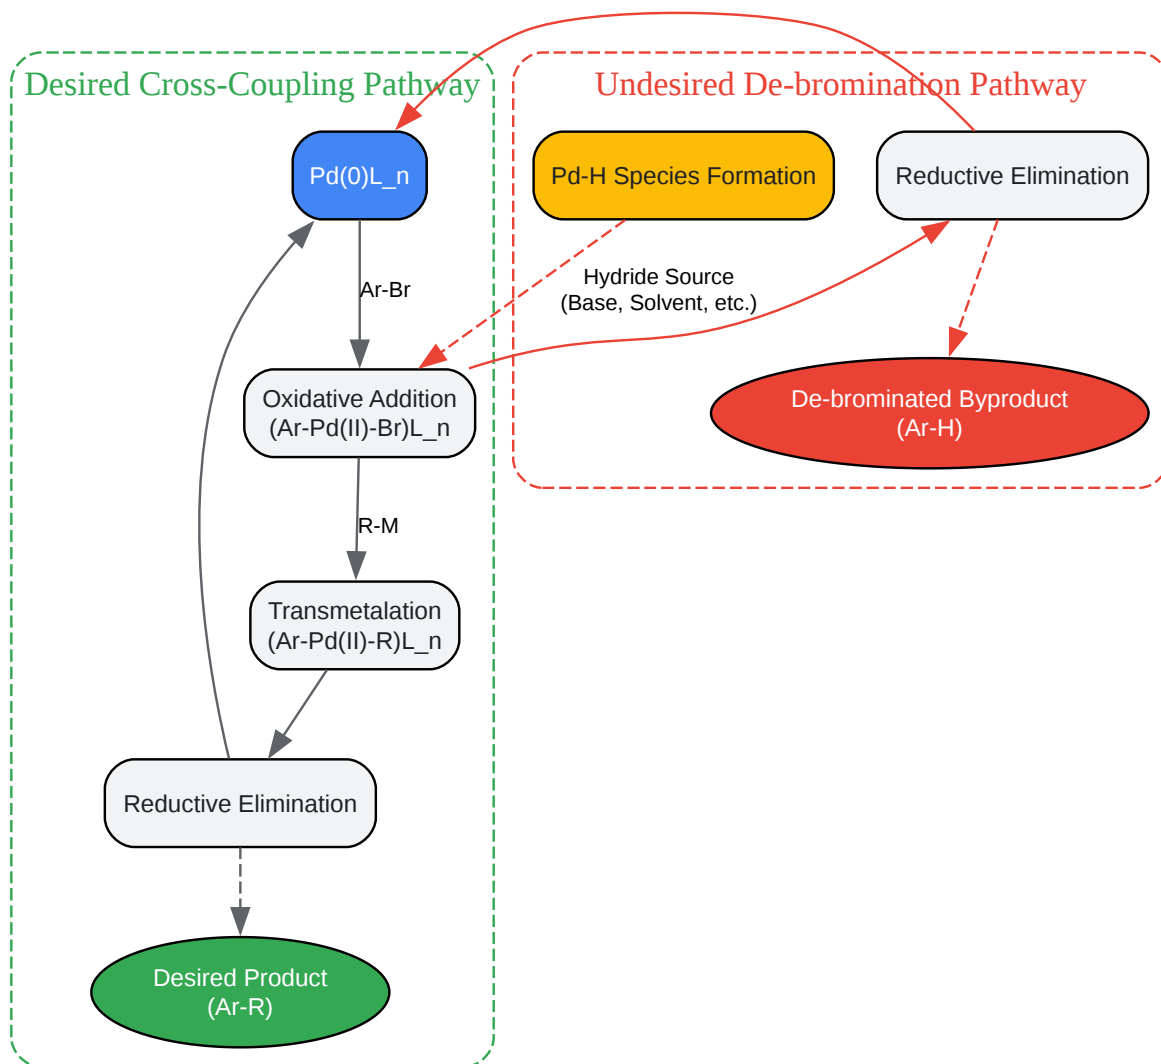 Desired Cross-Coupling Pathway
Undesired De-bromination Pathway
Pd(0)L_n
Pd-H Species Formation
Reductive Elimination
Ar-Br
Hydride Source
(Base, Solvent, etc.)
Oxidative Addition
(Ar-Pd(II)-Br)L_n
De-brominated Byproduct
(Ar-H)
R-M
Transmetalation
(Ar-Pd(II)-R)L_n
Reductive Elimination
Desired Product
(Ar-R)